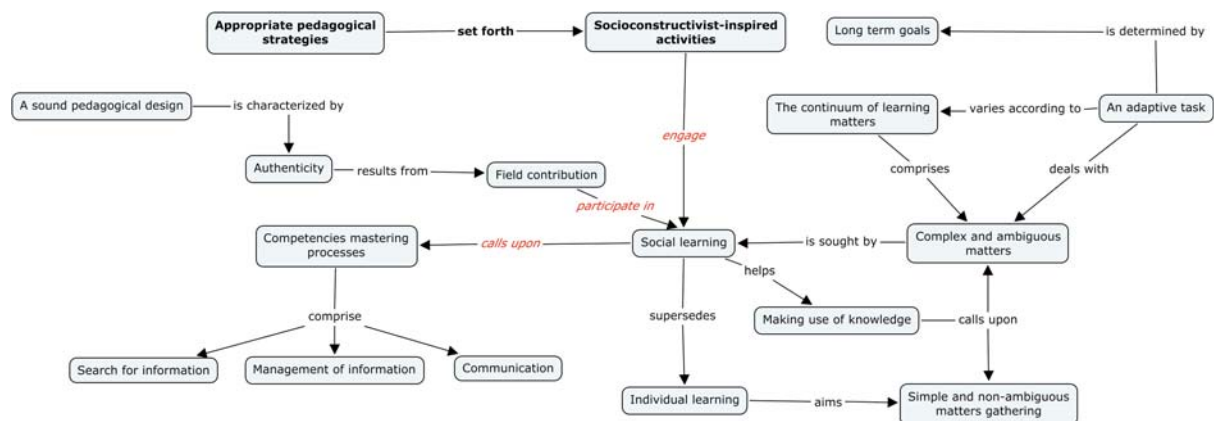 Appropriate pedagogical
strategies
set forth
Socioconstructivist-inspired
activities
Long term goals
is determined by
A sound pedagogical design
is characterized by
engage
The continuum of learning
matters
varies according to
An adaptive task
Authenticity
results from
Field contribution
comprises
deals with
participate in
Competencies mastering
processes
calls upon
Social learning
is sought by
Complex and ambiguous
matters
helps
comprise
supersedes
Making use of knowledge
calls upon
Search for information
Management of information
Communication
Individual learning
aims
Simple and non-ambiguous
matters gathering